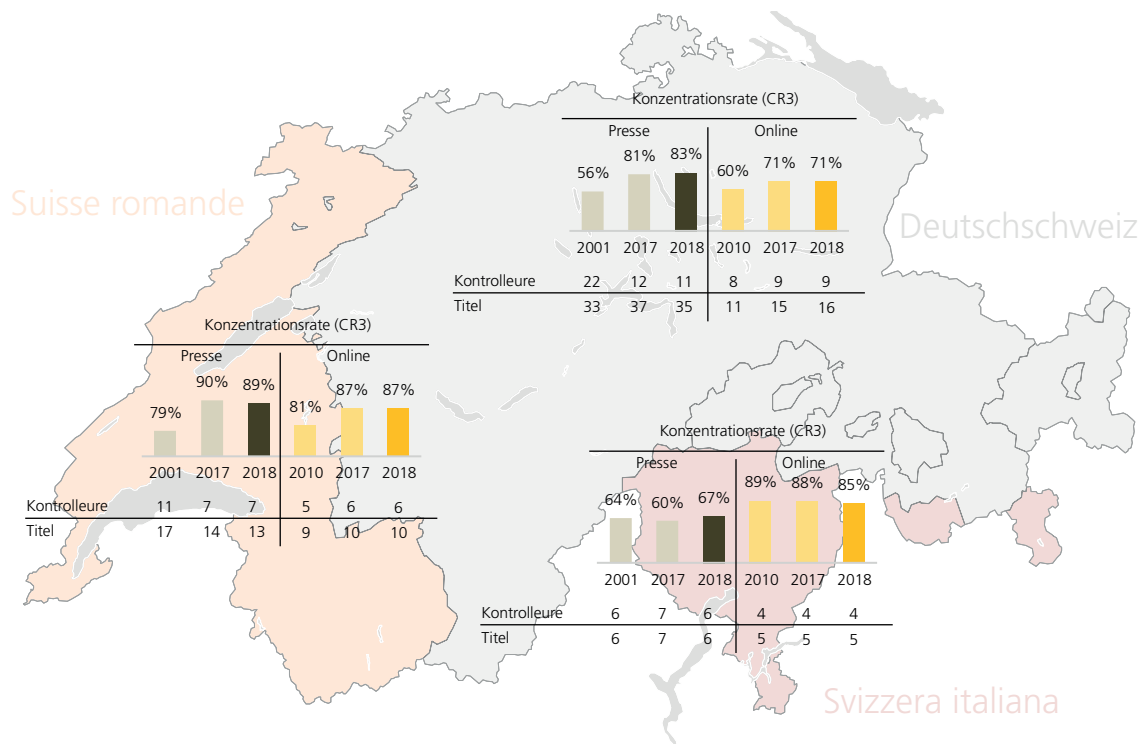 Konzentrationsrate (CR3)
Presse Online
56% 81% 83% 60% 71% 71%
2001 2017 2018 2010 2017 2018
Kontrolleure 22 12 11 8 9 9
Titel 33 37 35 11 15 16
Suisse romande
Deutschschweiz
Konzentrationsrate (CR3)
Presse Online
79% 90% 89% 81% 87% 87%
2001 2017 2018 2010 2017 2018
Kontrolleure 11 7 7 5 6 6
Titel 17 14 13 9 10 10
Konzentrationsrate (CR3)
Presse Online
64% 60% 67% 89% 88% 85%
2001 2017 2018 2010 2017 2018
Kontrolleure 6 7 6 4 4 4
Titel 6 7 6 5 5 5
Svizzera italiana